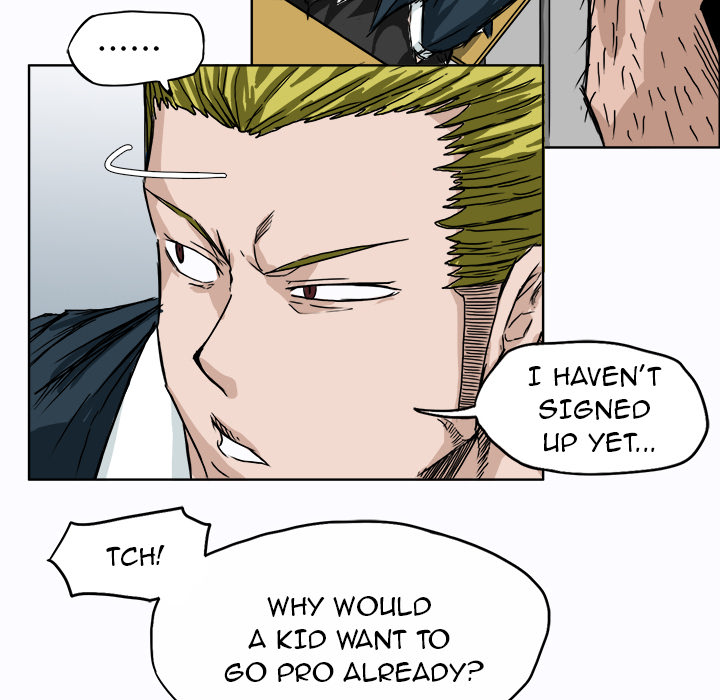 ......
I HAVEN'T
SIGNED
UP YET...
TCH!
WHY WOULD
A KID WANT TO
GO PRO ALREADY?